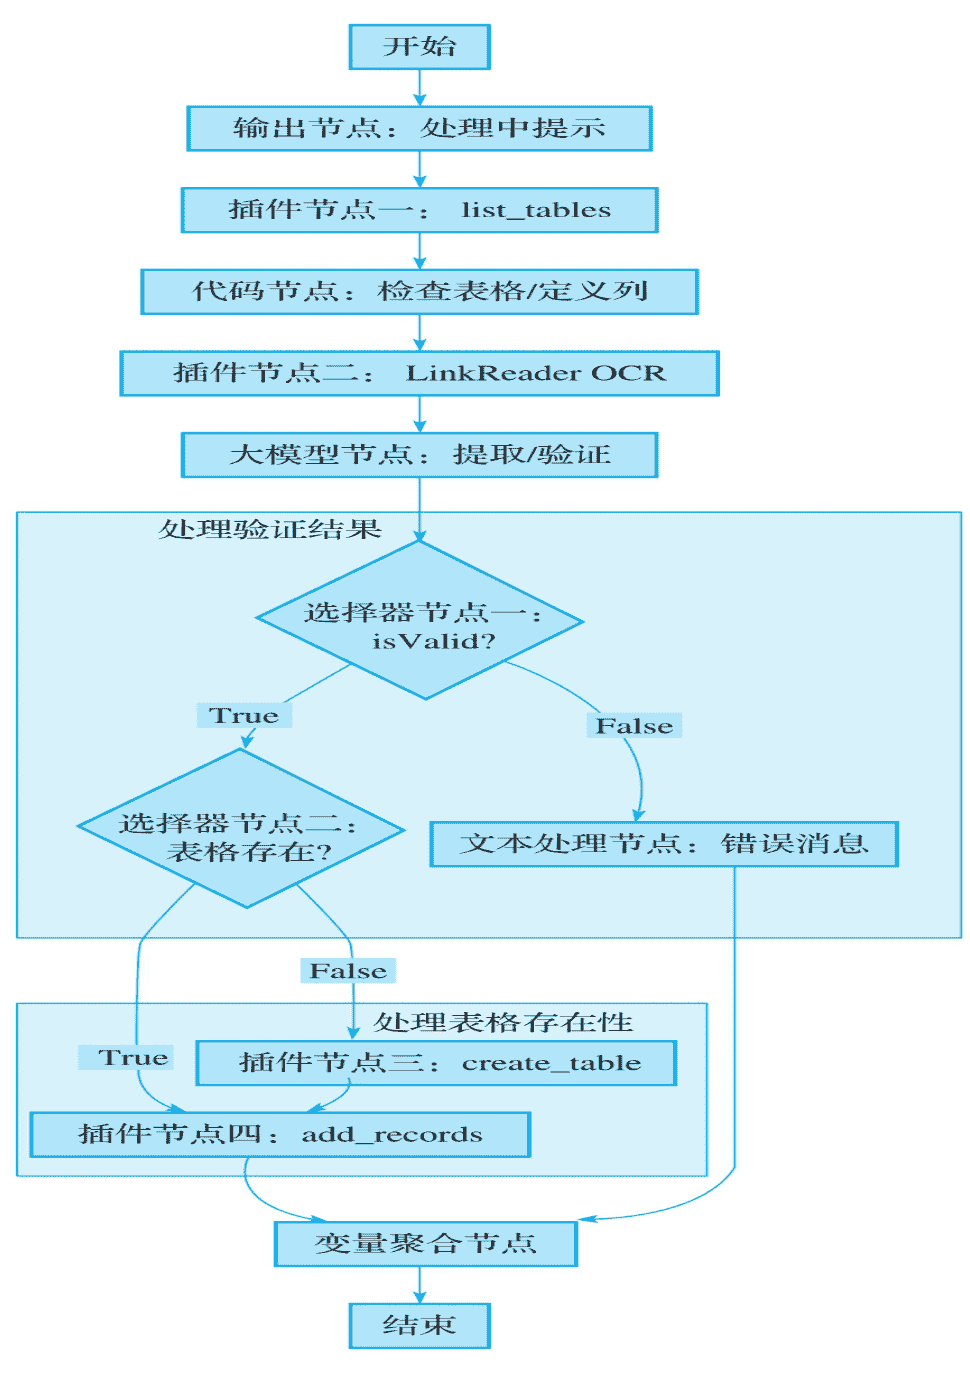 开始
输出节点：处理中提示
插件节点一： list_tables
代码节点：检查表格/定义列
插件节点二： LinkReader OCR
大模型节点：提取/验证
处理验证结果
选择器节点一：
isValid?
True
False
选择器节点二：
表格存在?
文本处理节点：错误消息
False
处理表格存在性
True
插件节点三：create_table
插件节点四：add_records
变量聚合节点
结束